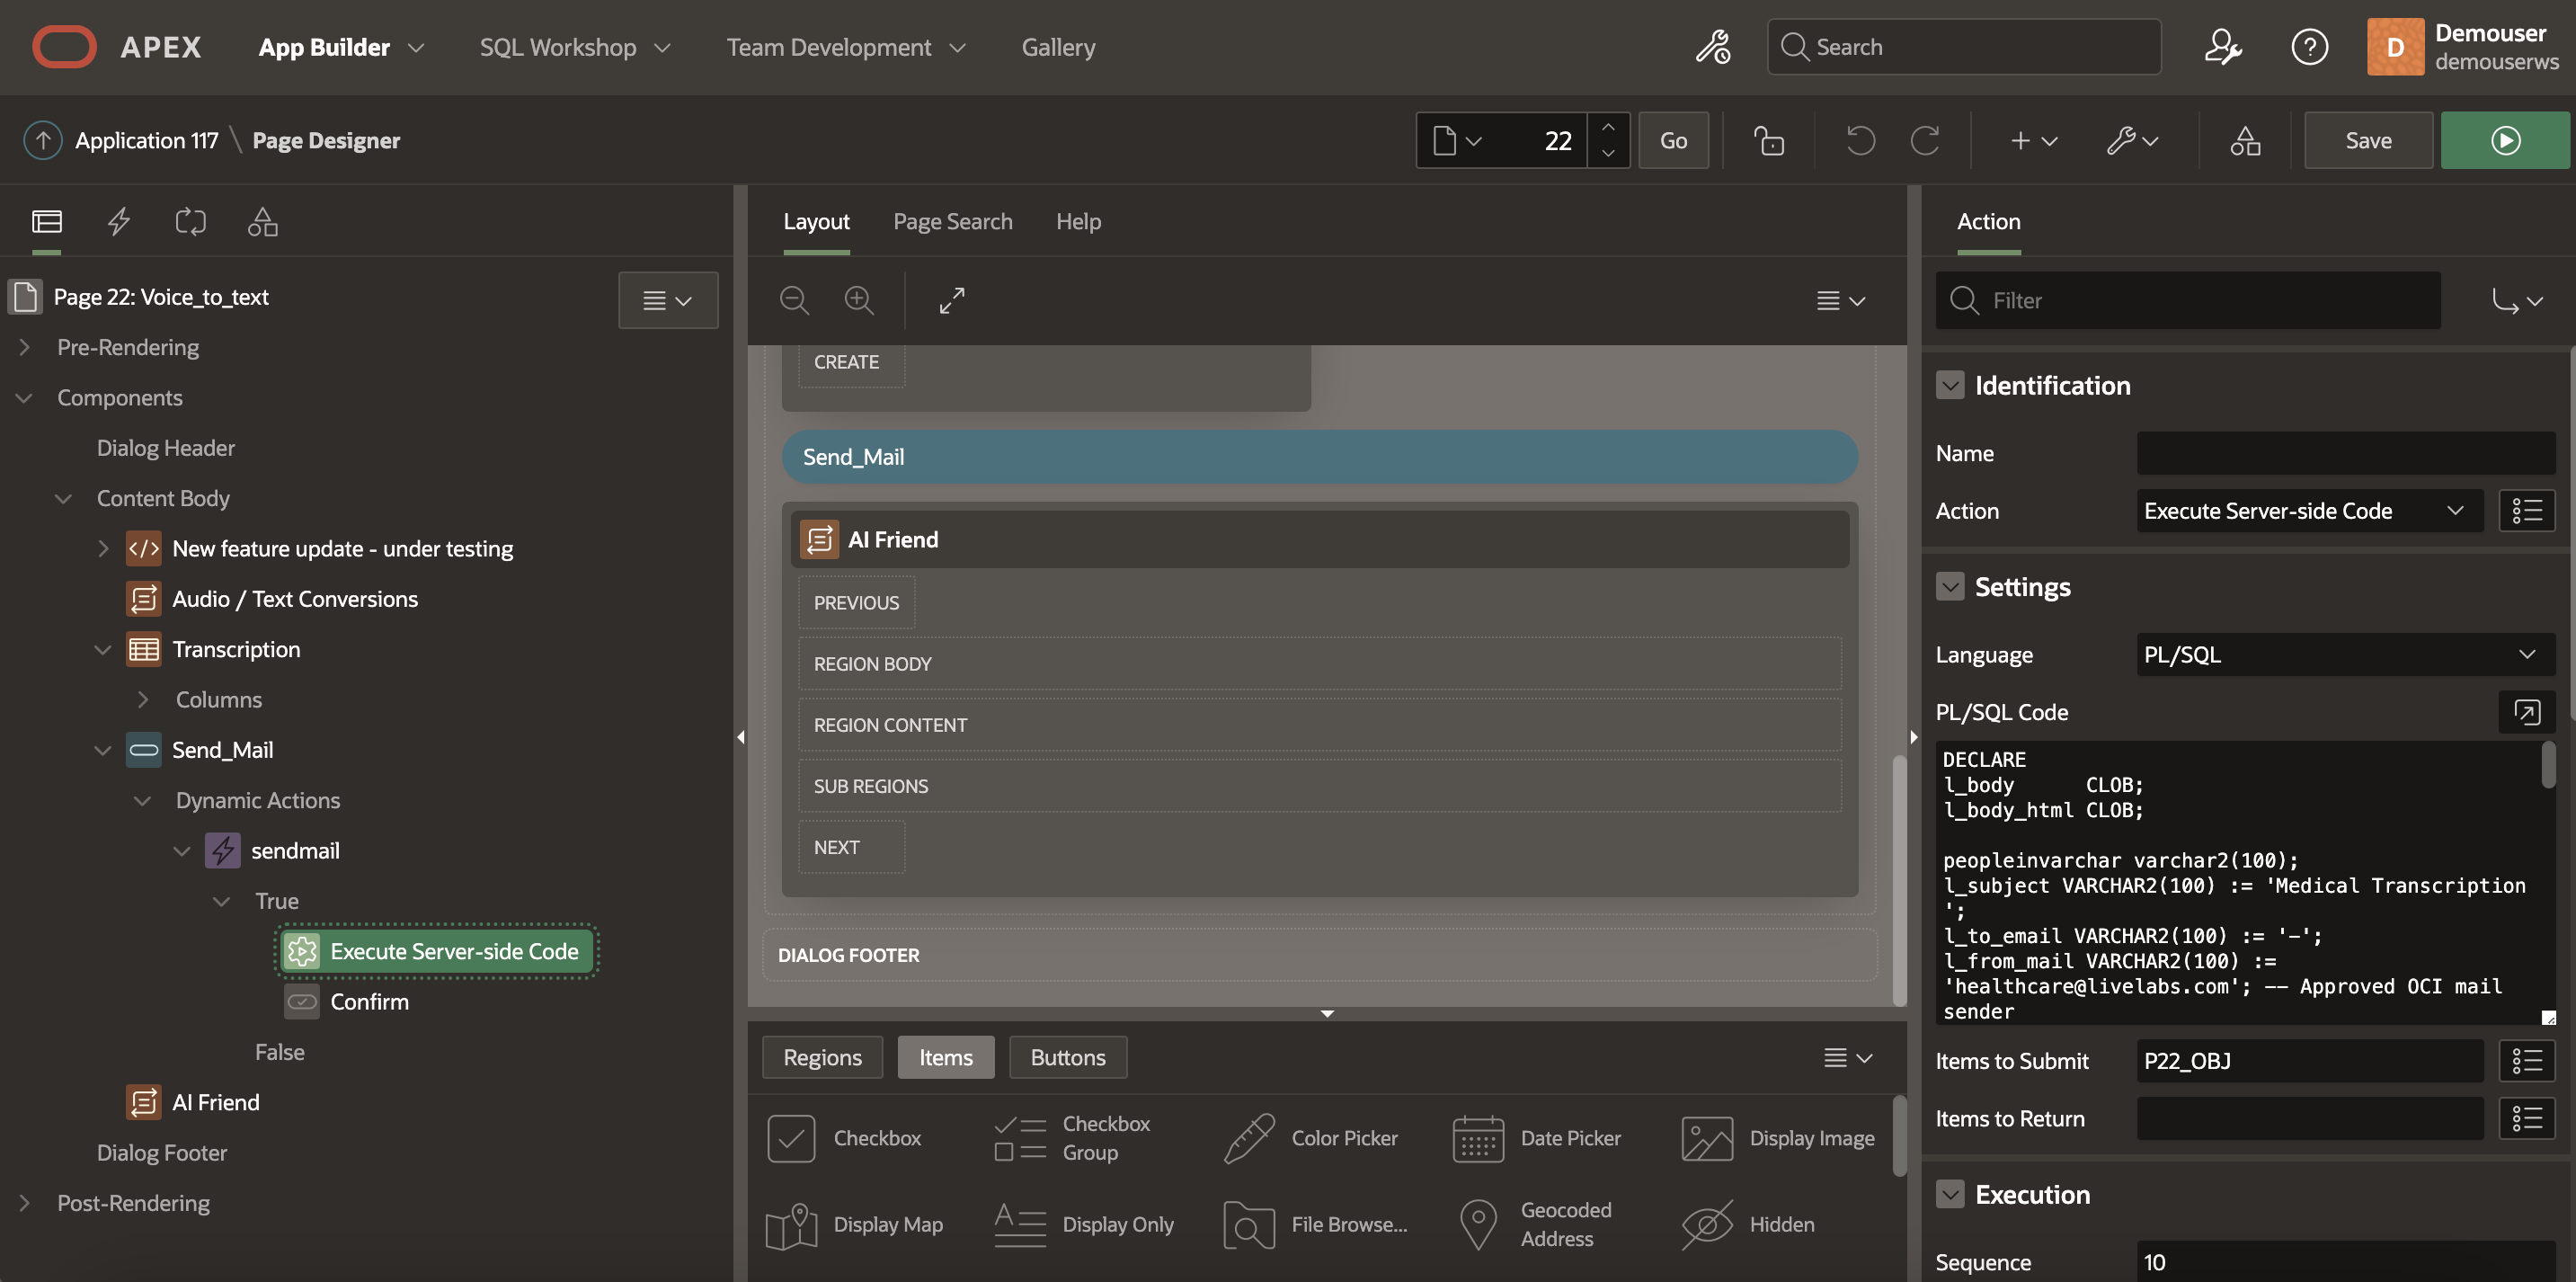 APEX App Builder SQL Workshop Team Development Gallery Search D Demouser
demouserws
Application 117 \ Page Designer 22 Go Save
Page 22: Voice_to_text
Pre-Rendering
Components
Dialog Header
Content Body
New feature update - under testing
Audio / Text Conversions
Transcription
Columns
Send_Mail
Dynamic Actions
sendmail
True
Execute Server-side Code
Confirm
False
AI Friend
Dialog Footer
Post-Rendering
Layout Page Search Help
CREATE
Send_Mail
AI Friend
PREVIOUS
REGION BODY
REGION CONTENT
SUB REGIONS
NEXT
DIALOG FOOTER
Regions Items Buttons
Checkbox
Checkbox
Group
Color Picker
Date Picker
Display Image
Display Map
Display Only
File Browse...
Geocoded
Address
Hidden
Action
Filter
Identification
Name
Action Execute Server-side Code
Settings
Language PL/SQL
PL/SQL Code
DECLARE
l_body      CLOB;
l_body_html CLOB;
peopleinvarchar varchar2(100);
l_subject VARCHAR2(100) := 'Medical Transcription
';
l_to_email VARCHAR2(100) := '-';
l_from_mail VARCHAR2(100) :=
'healthcare@livelabs.com'; -- Approved OCI mail
sender
Items to Submit P22_OBJ
Items to Return
Execution
Sequence 10